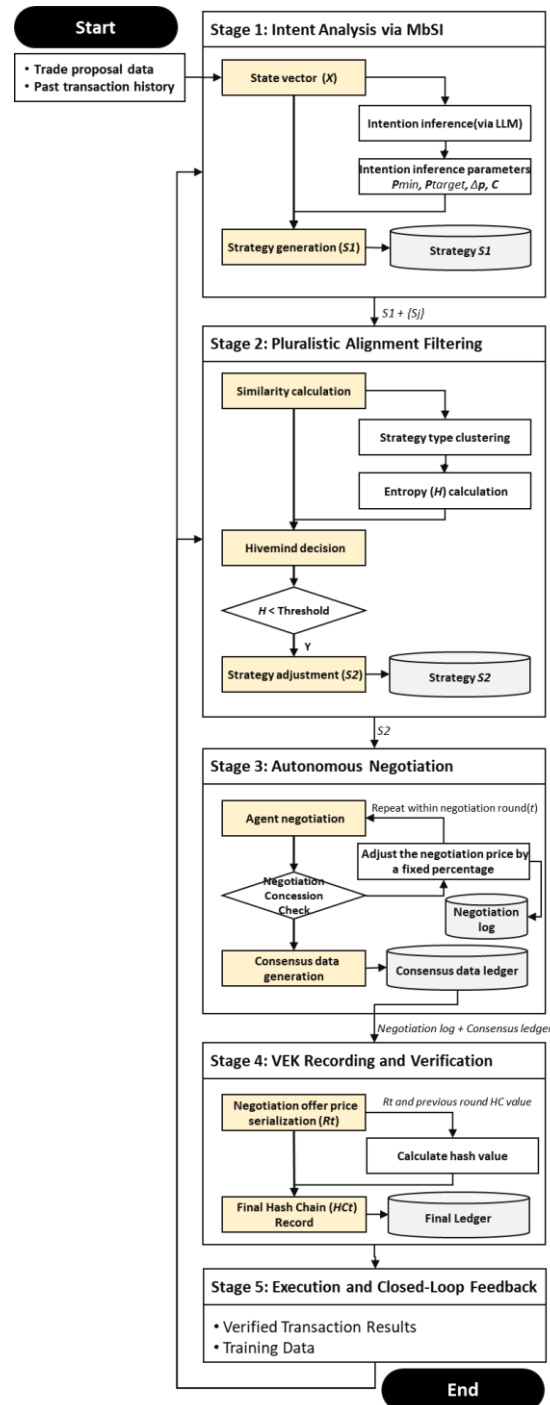 Start
• Trade proposal data
• Past transaction history
Stage 1: Intent Analysis via MbSI
State vector (X)
Intention inference(via LLM)
Intention inference parameters
Pmin, Ptarget, Δp, C
Strategy generation (S1)
Strategy S1
S1 + {Sj}
Stage 2: Pluralistic Alignment Filtering
Similarity calculation
Strategy type clustering
Entropy (H) calculation
Hivemind decision
H < Threshold
Y
Strategy adjustment (S2)
Strategy S2
S2
Stage 3: Autonomous Negotiation
Repeat within negotiation round(t)
Agent negotiation
Adjust the negotiation price by
a fixed percentage
Negotiation
Concession
Check
Negotiation
log
Consensus data
generation
Consensus data ledger
Negotiation log + Consensus ledger
Stage 4: VEK Recording and Verification
Negotiation offer price
serialization (Rt)
Rt and previous round HC value
Calculate hash value
Final Hash Chain (HCt)
Record
Final Ledger
Stage 5: Execution and Closed-Loop Feedback
• Verified Transaction Results
• Training Data
End